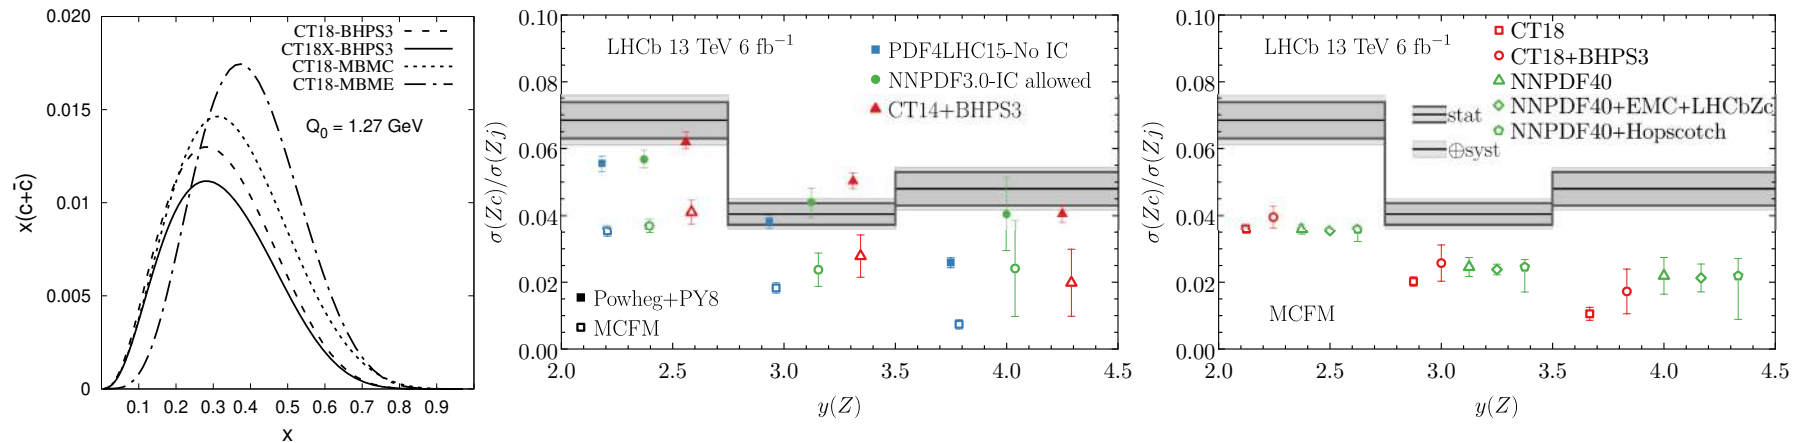 0.020
0.015
0.010
0.005
0
x(c+c̄)
CT18-BHPS3
CT18X-BHPS3
CT18-MBMC
CT18-MBME
Q₀ = 1.27 GeV
0.1 0.2 0.3 0.4 0.5 0.6 0.7 0.8 0.9
x
0.10
0.08
0.06
0.04
0.02
0.00
σ(Zc)/σ(Zj)
LHCb 13 TeV 6 fb⁻¹
PDF4LHC15-No IC
NNPDF3.0-IC allowed
CT14+BHPS3
Powheg+PY8
MCFM
2.0 2.5 3.0 3.5 4.0 4.5
y(Z)
0.10
0.08
0.06
0.04
0.02
0.00
σ(Zc)/σ(Zj)
LHCb 13 TeV 6 fb⁻¹
CT18
CT18+BHPS3
NNPDF40
NNPDF40+EMC+LHCbZc
NNPDF40+Hopscotch
stat
⊕syst
MCFM
2.0 2.5 3.0 3.5 4.0 4.5
y(Z)